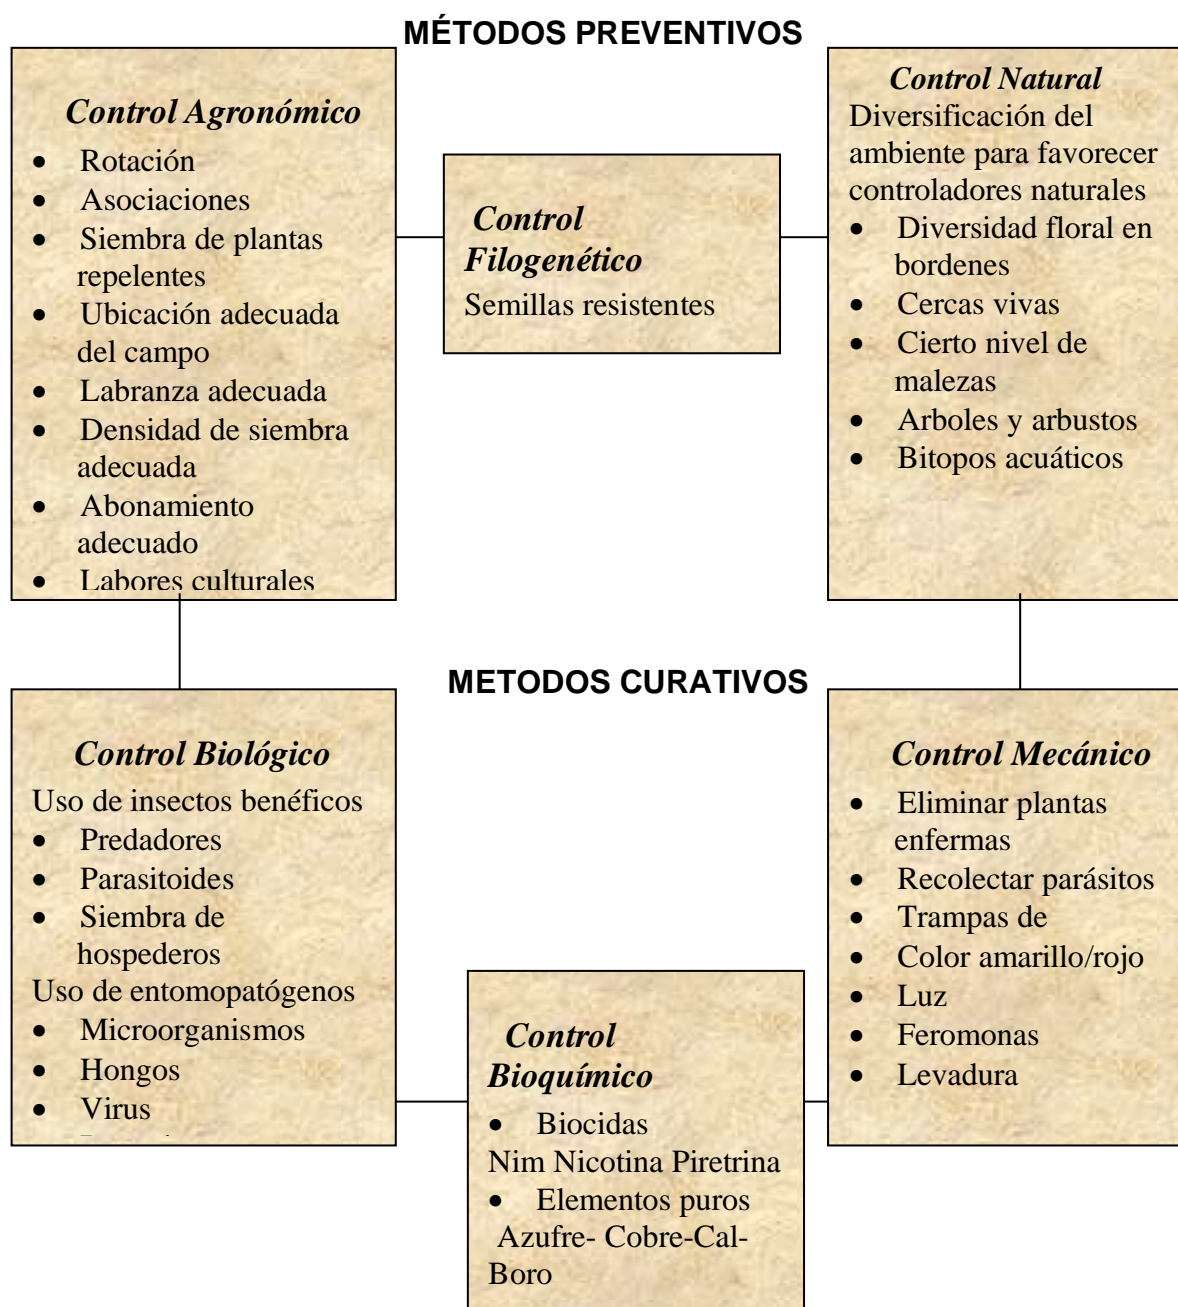 MÉTODOS PREVENTIVOS
Control Agronómico
• Rotación
• Asociaciones
• Siembra de plantas
repelentes
• Ubicación adecuada
del campo
• Labranza adecuada
• Densidad de siembra
adecuada
• Abonamiento
adecuado
• Labores culturales
Control
Filogenético
Semillas resistentes
Control Natural
Diversificación del
ambiente para favorecer
controladores naturales
• Diversidad floral en
bordenes
• Cercas vivas
• Cierto nivel de
malezas
• Arboles y arbustos
• Bitopos acuáticos
METODOS CURATIVOS
Control Biológico
Uso de insectos benéficos
• Predadores
• Parasitoides
• Siembra de
hospederos
Uso de entomopatógenos
• Microorganismos
• Hongos
• Virus
Control
Bioquímico
• Biocidas
Nim Nicotina Piretrina
• Elementos puros
Azufre- Cobre-Cal-
Boro
Control Mecánico
• Eliminar plantas
enfermas
• Recolectar parásitos
• Trampas de
• Color amarillo/rojo
• Luz
• Feromonas
• Levadura